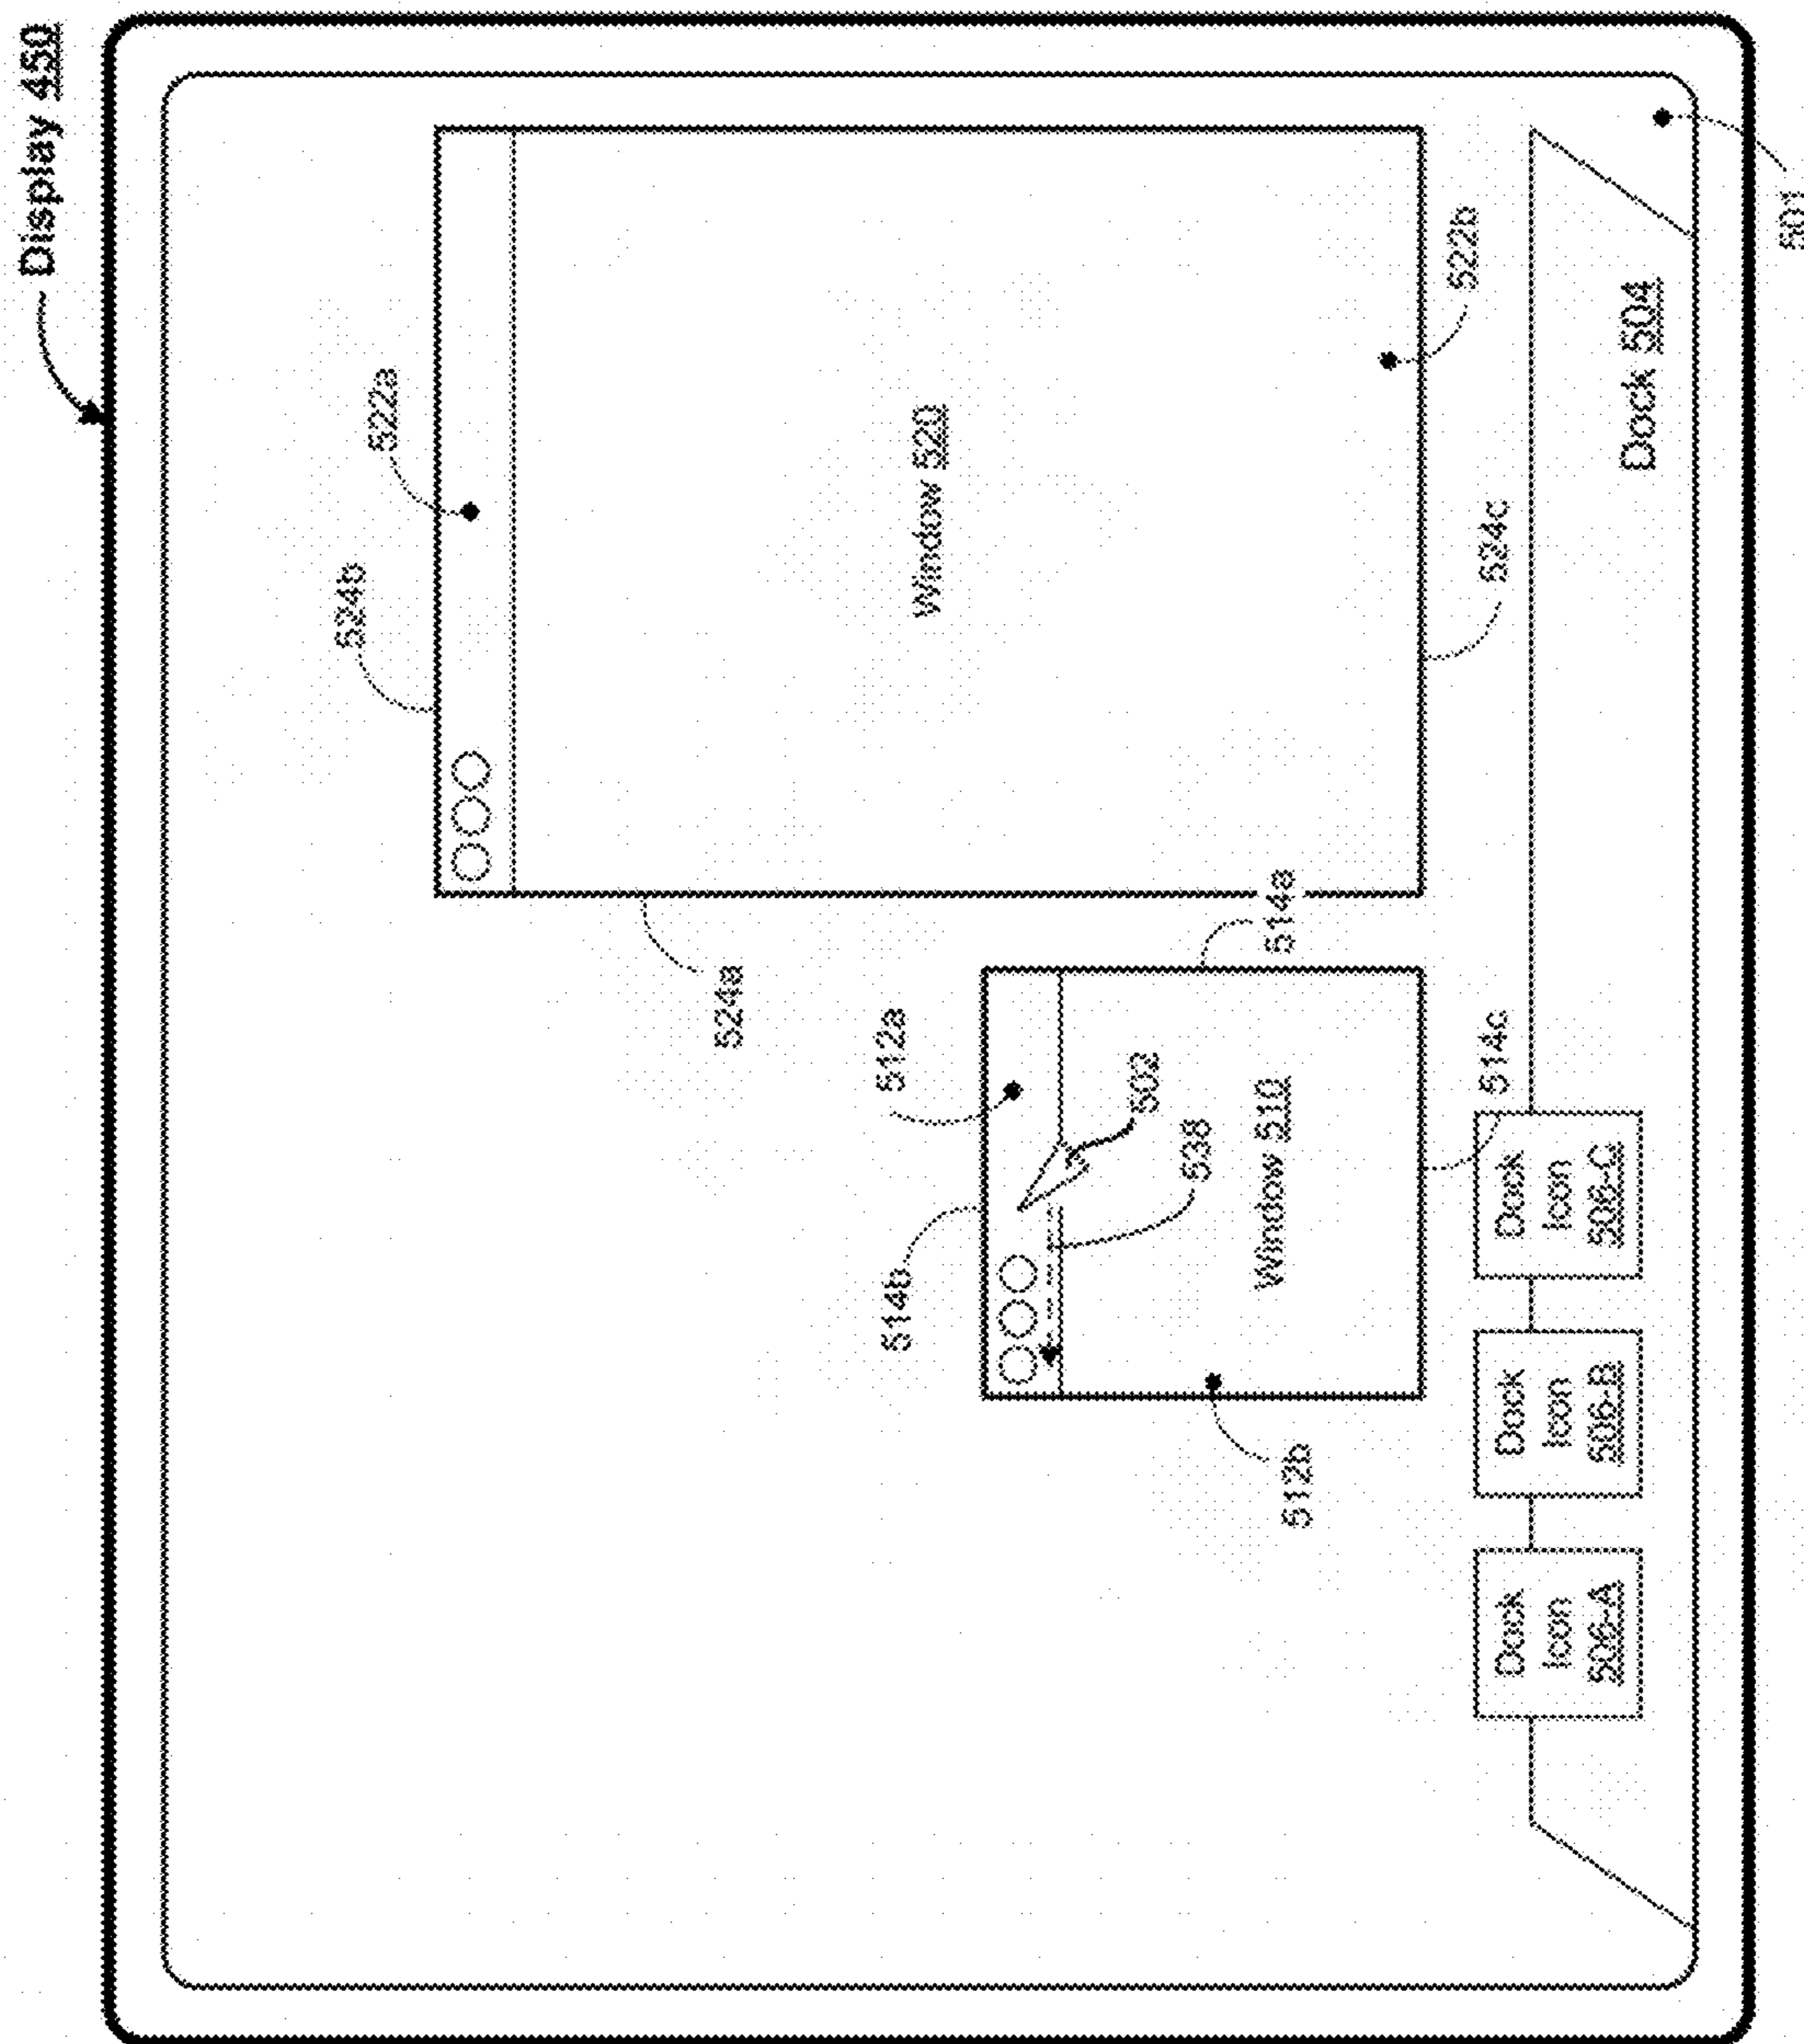 Display 450
524b
522a
Window 520
524a
522b
524c
512a
514b
514a
502
538
Window 510
512b
514c
Dock
Icon
506-A
Dock
Icon
506-B
Dock
Icon
506-C
Dock 504
501